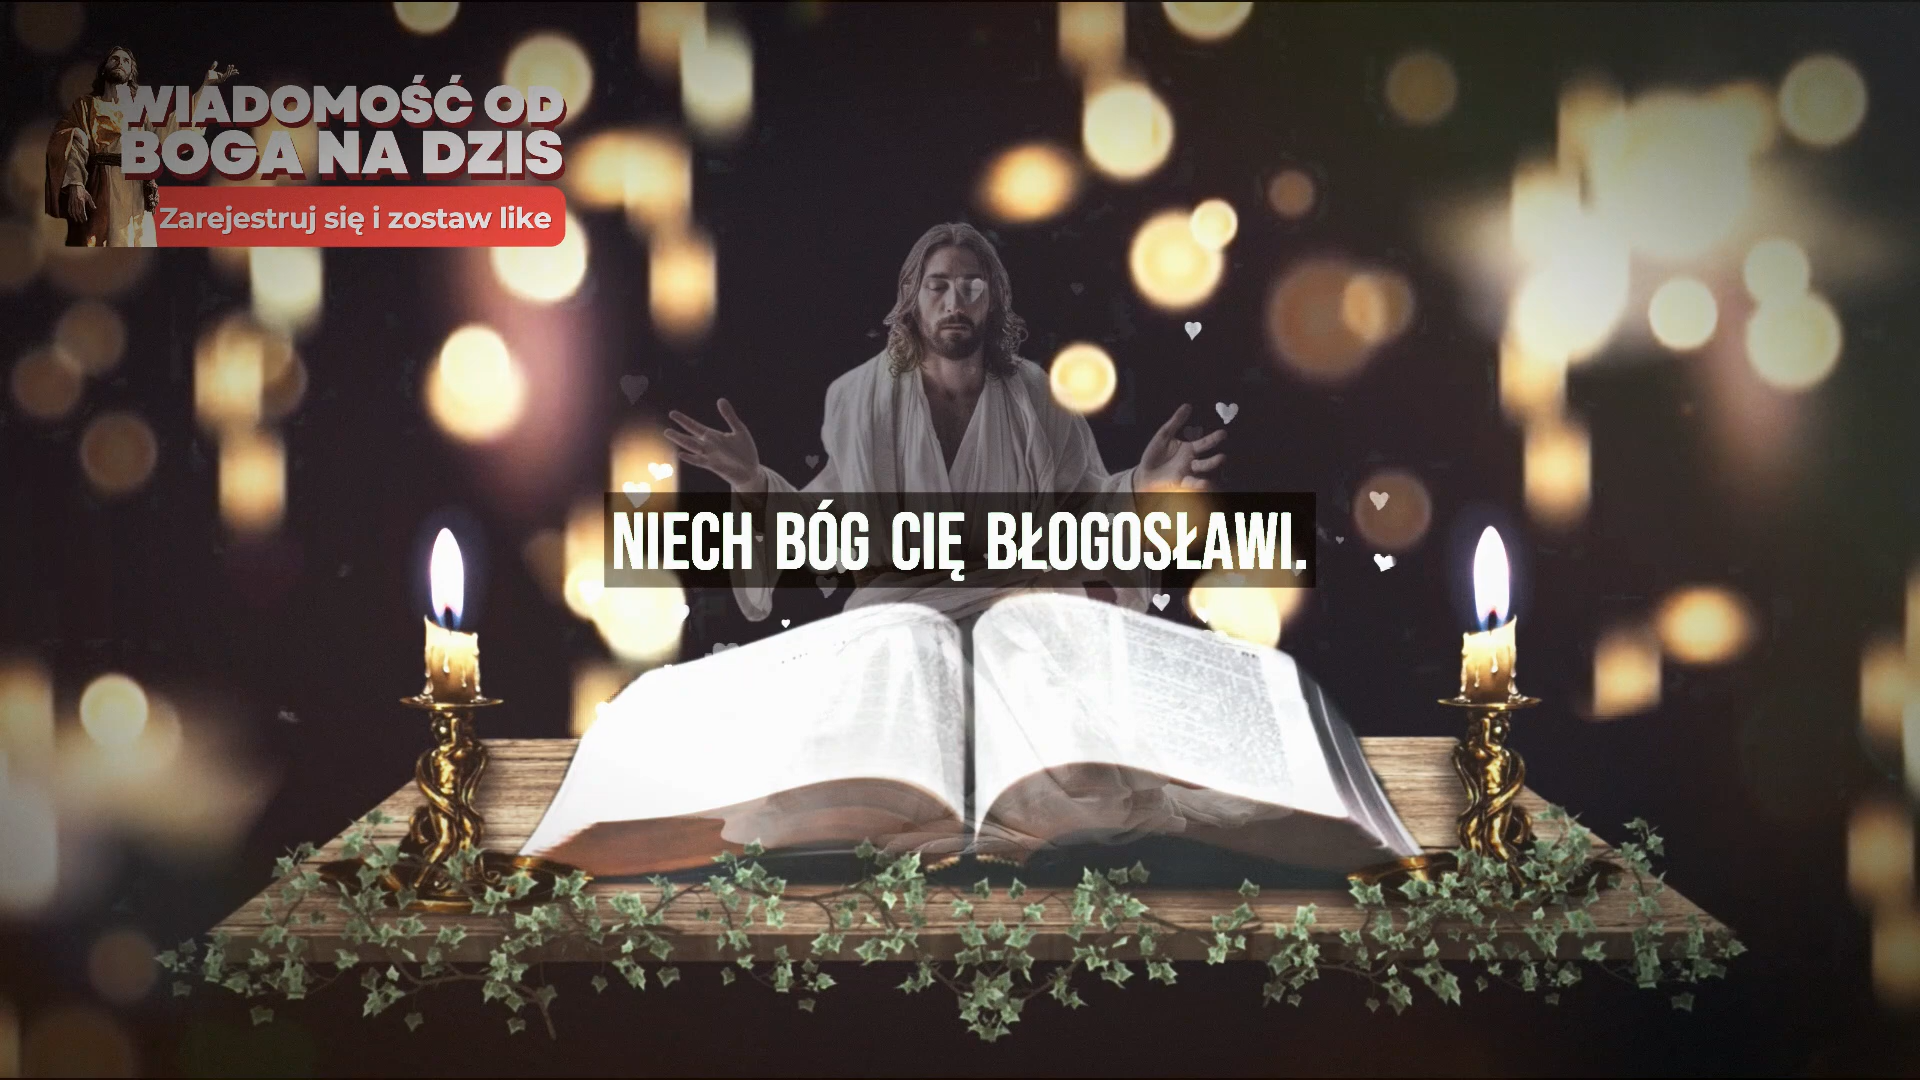 WIADOMOŚĆ OD
BOGA NA DZIS
Zarejestruj się i zostaw like
NIECH BÓG CIĘ BŁOGOSŁAWI.